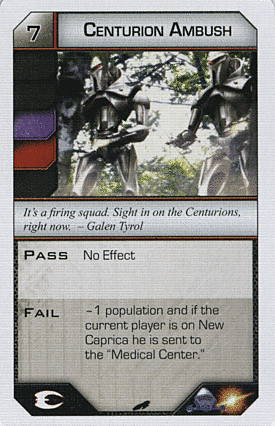 7 CENTURION AMBUSH
It's a firing squad. Sight in on the Centurions,
right now. – Galen Tyrol
PASS No Effect
FAIL -1 population and if the
current player is on New
Caprica he is sent to
the "Medical Center."